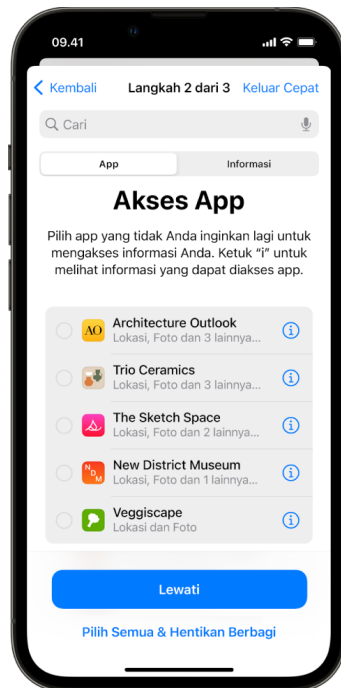 09.41
Kembali Langkah 2 dari 3 Keluar Cepat
Cari
App Informasi
Akses App
Pilih app yang tidak Anda inginkan lagi untuk
mengakses informasi Anda. Ketuk “i” untuk
melihat informasi yang dapat diakses app.
AO Architecture Outlook
Lokasi, Foto dan 3 lainnya...
Trio Ceramics
Lokasi, Foto dan 3 lainnya...
The Sketch Space
Lokasi, Foto dan 2 lainnya...
NDM New District Museum
Lokasi, Foto dan 1 lainnya...
Veggiscape
Lokasi dan Foto
Lewati
Pilih Semua & Hentikan Berbagi